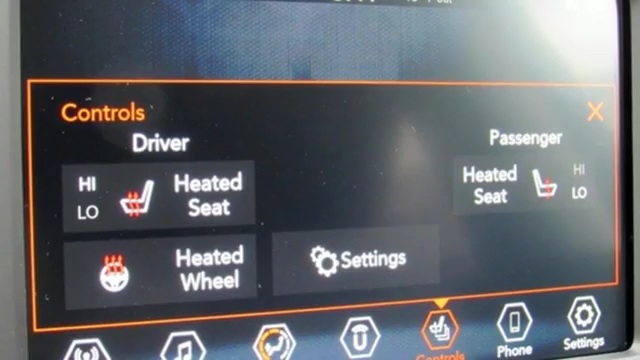 Controls
Driver
Passenger
HI
LO
Heated
Seat
Heated
Seat
HI
LO
Heated
Wheel
Settings
Controls
Phone
Settings